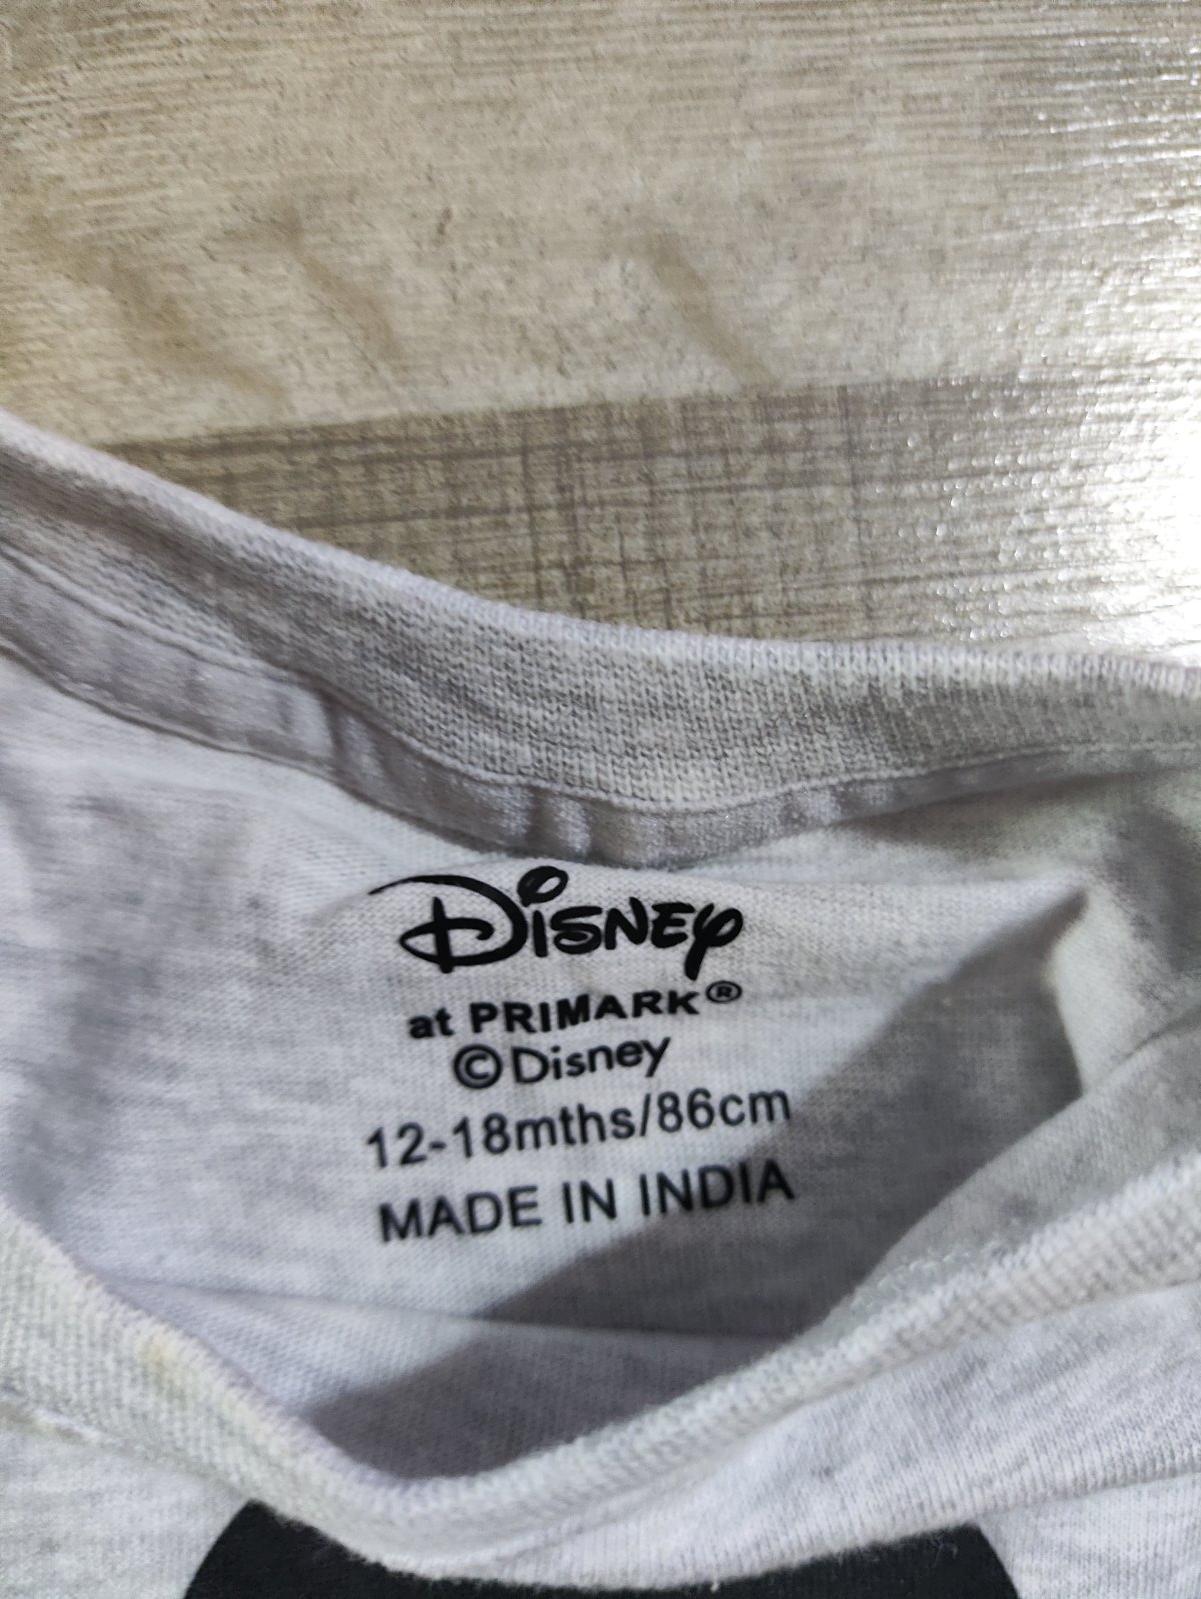 Disney
at PRIMARK®
©Disney
12-18mths/86cm
MADE IN INDIA